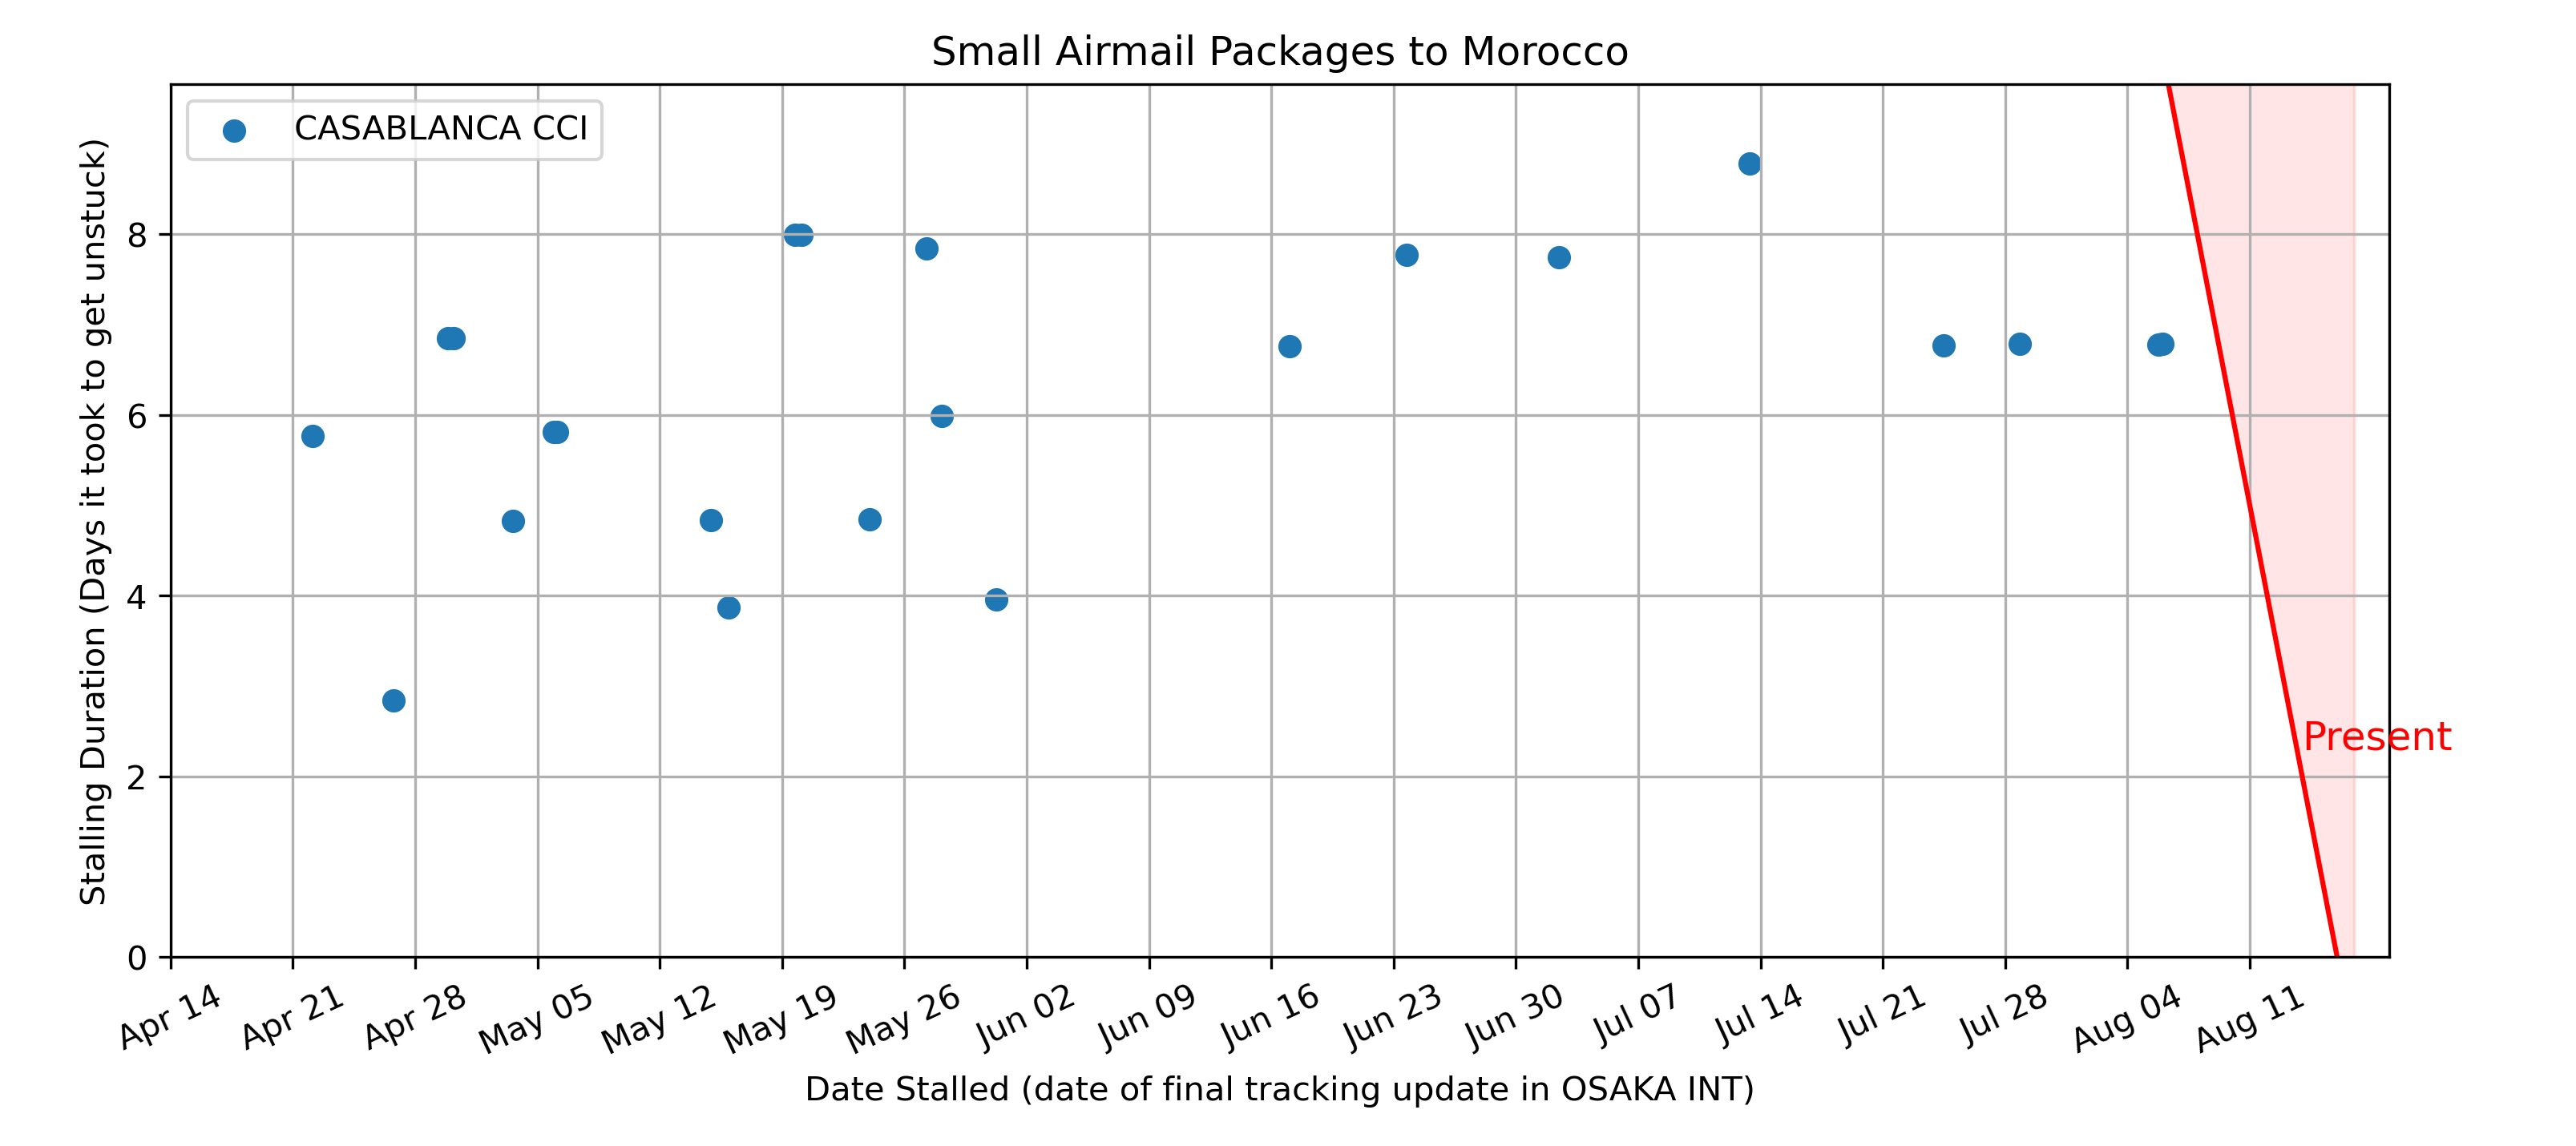 Small Airmail Packages to Morocco
CASABLANCA CCI
Stalling Duration (Days it took to get unstuck)
8
6
4
2
0
Present
Apr 14
Apr 21
Apr 28
May 05
May 12
May 19
May 26
Jun 02
Jun 09
Jun 16
Jun 23
Jun 30
Jul 07
Jul 14
Jul 21
Jul 28
Aug 04
Aug 11
Date Stalled (date of final tracking update in OSAKA INT)